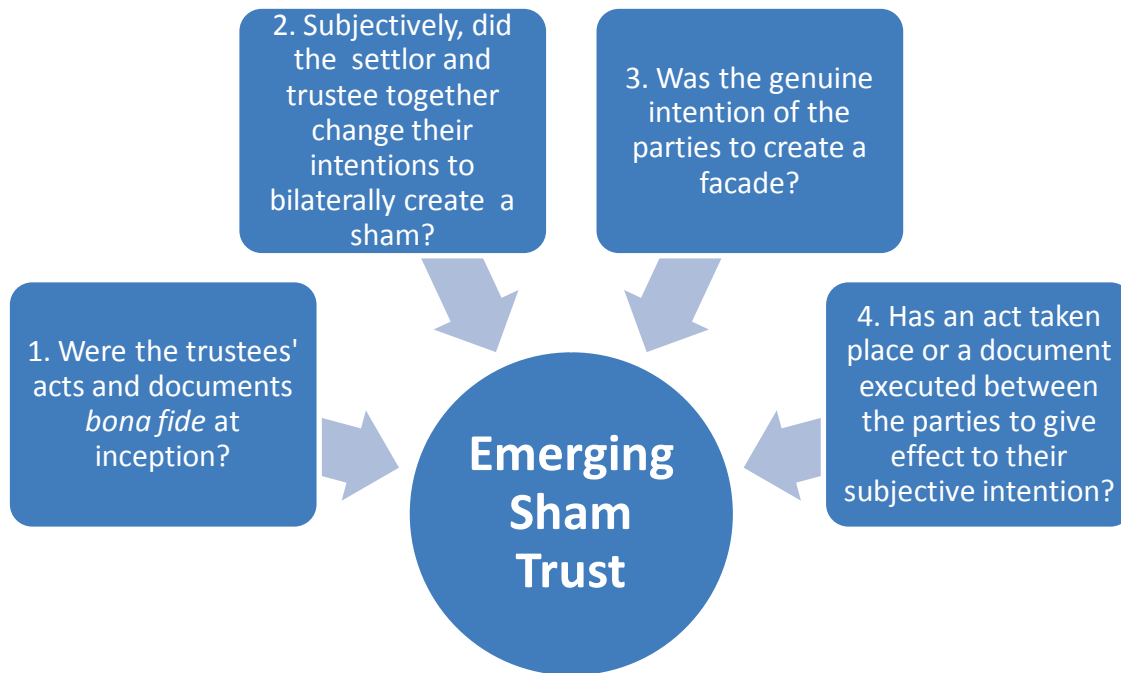 1. Were the trustees'
acts and documents
bona fide at
inception?
2. Subjectively, did
the settlor and
trustee together
change their
intentions to
bilaterally create a
sham?
3. Was the genuine
intention of the
parties to create a
facade?
4. Has an act taken
place or a document
executed between
the parties to give
effect to their
subjective intention?
Emerging
Sham
Trust